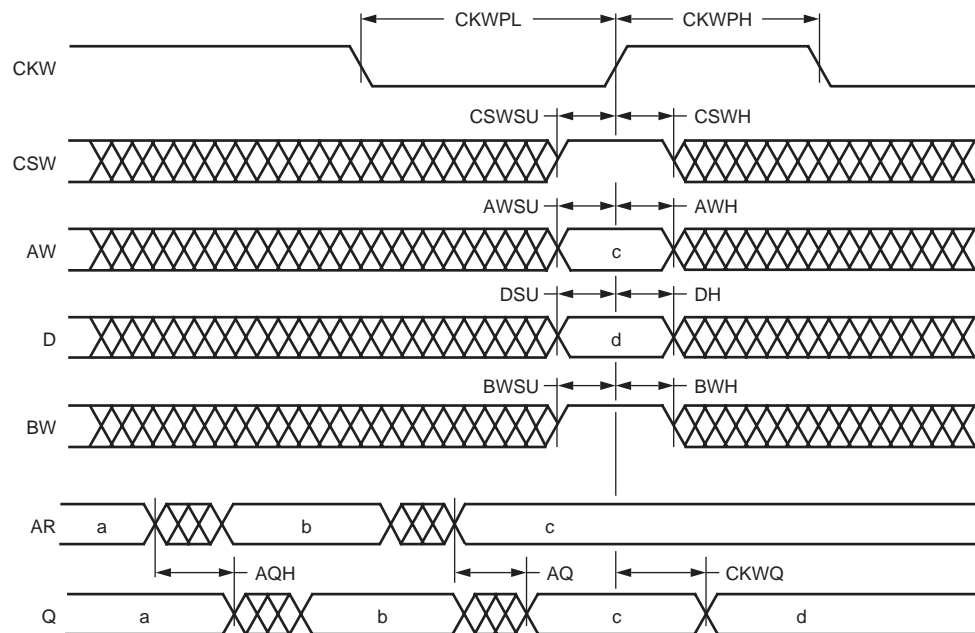 CKWPL CKWPH
CKW
CSWSU CSWH
CSW
AWSU AWH
AW c
DSU DH
D d
BWSU BWH
BW
AR a b c
AQH AQ CKWQ
Q a b c d